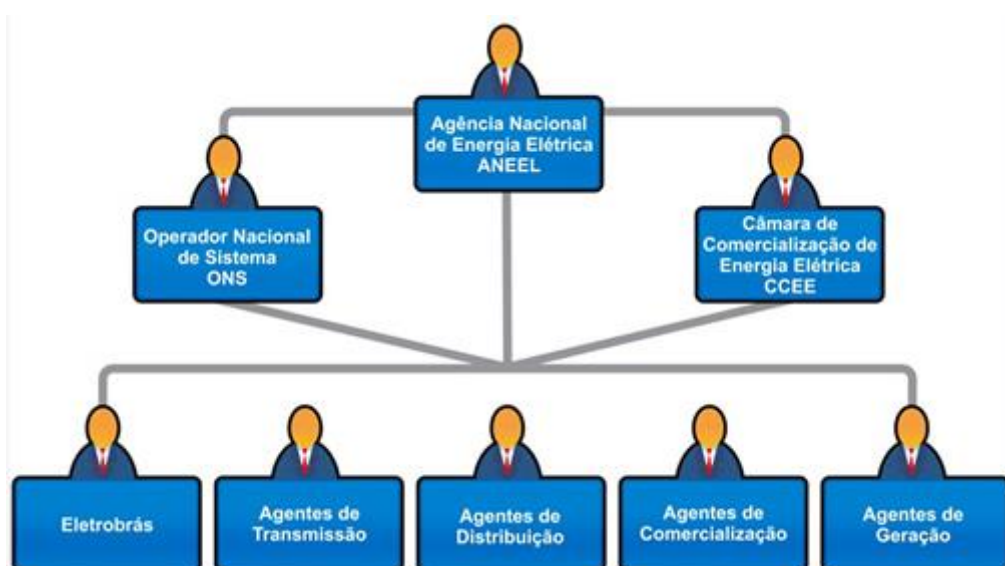 Agência Nacional
de Energia Elétrica
ANEEL
Operador Nacional
de Sistema
ONS
Câmara de
Comercialização de
Energia Elétrica
CCEE
Eletrobrás
Agentes de
Transmissão
Agentes de
Distribuição
Agentes de
Comercialização
Agentes de
Geração